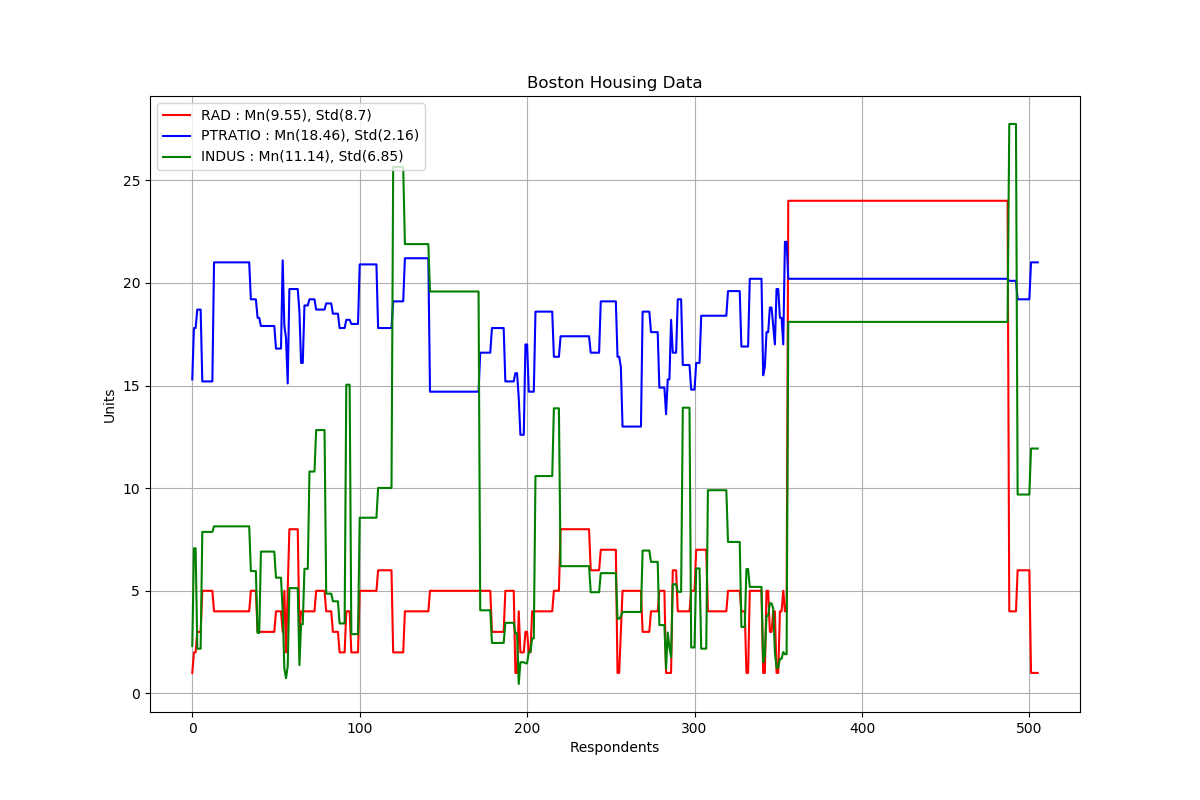 Boston Housing Data
RAD : Mn(9.55), Std(8.7)
PTRATIO : Mn(18.46), Std(2.16)
INDUS : Mn(11.14), Std(6.85)
25
20
15
10
5
0
Units
0 100 200 300 400 500
Respondents